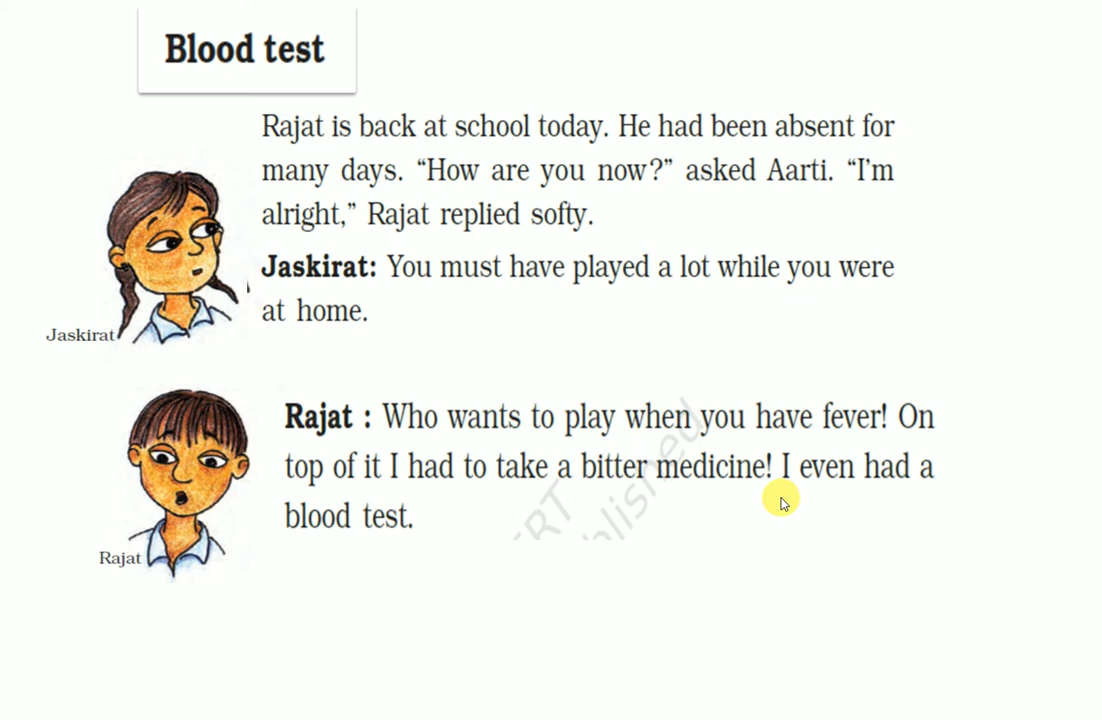 Blood test
Rajat is back at school today. He had been absent for
many days. “How are you now?” asked Aarti. “I’m
alright,” Rajat replied softy.
Jaskirat: You must have played a lot while you were
at home.
Jaskirat
Rajat : Who wants to play when you have fever! On
top of it I had to take a bitter medicine! I even had a
blood test.
Rajat